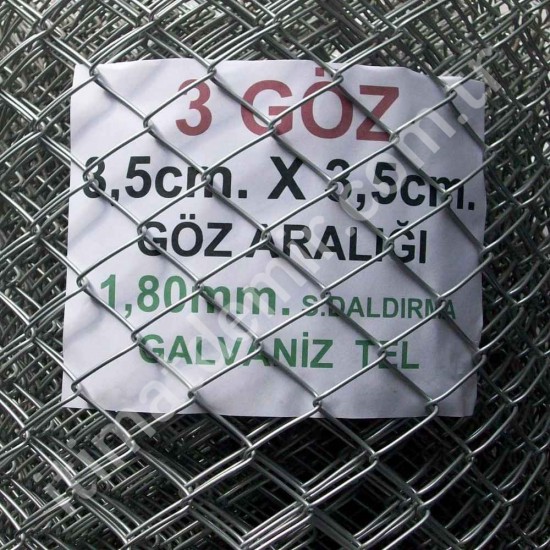 3 GÖZ
3,5cm. X 3,5cm.
GÖZ ARALIĞI
1,80mm. S.DALDIRMA
GALVANİZ TEL